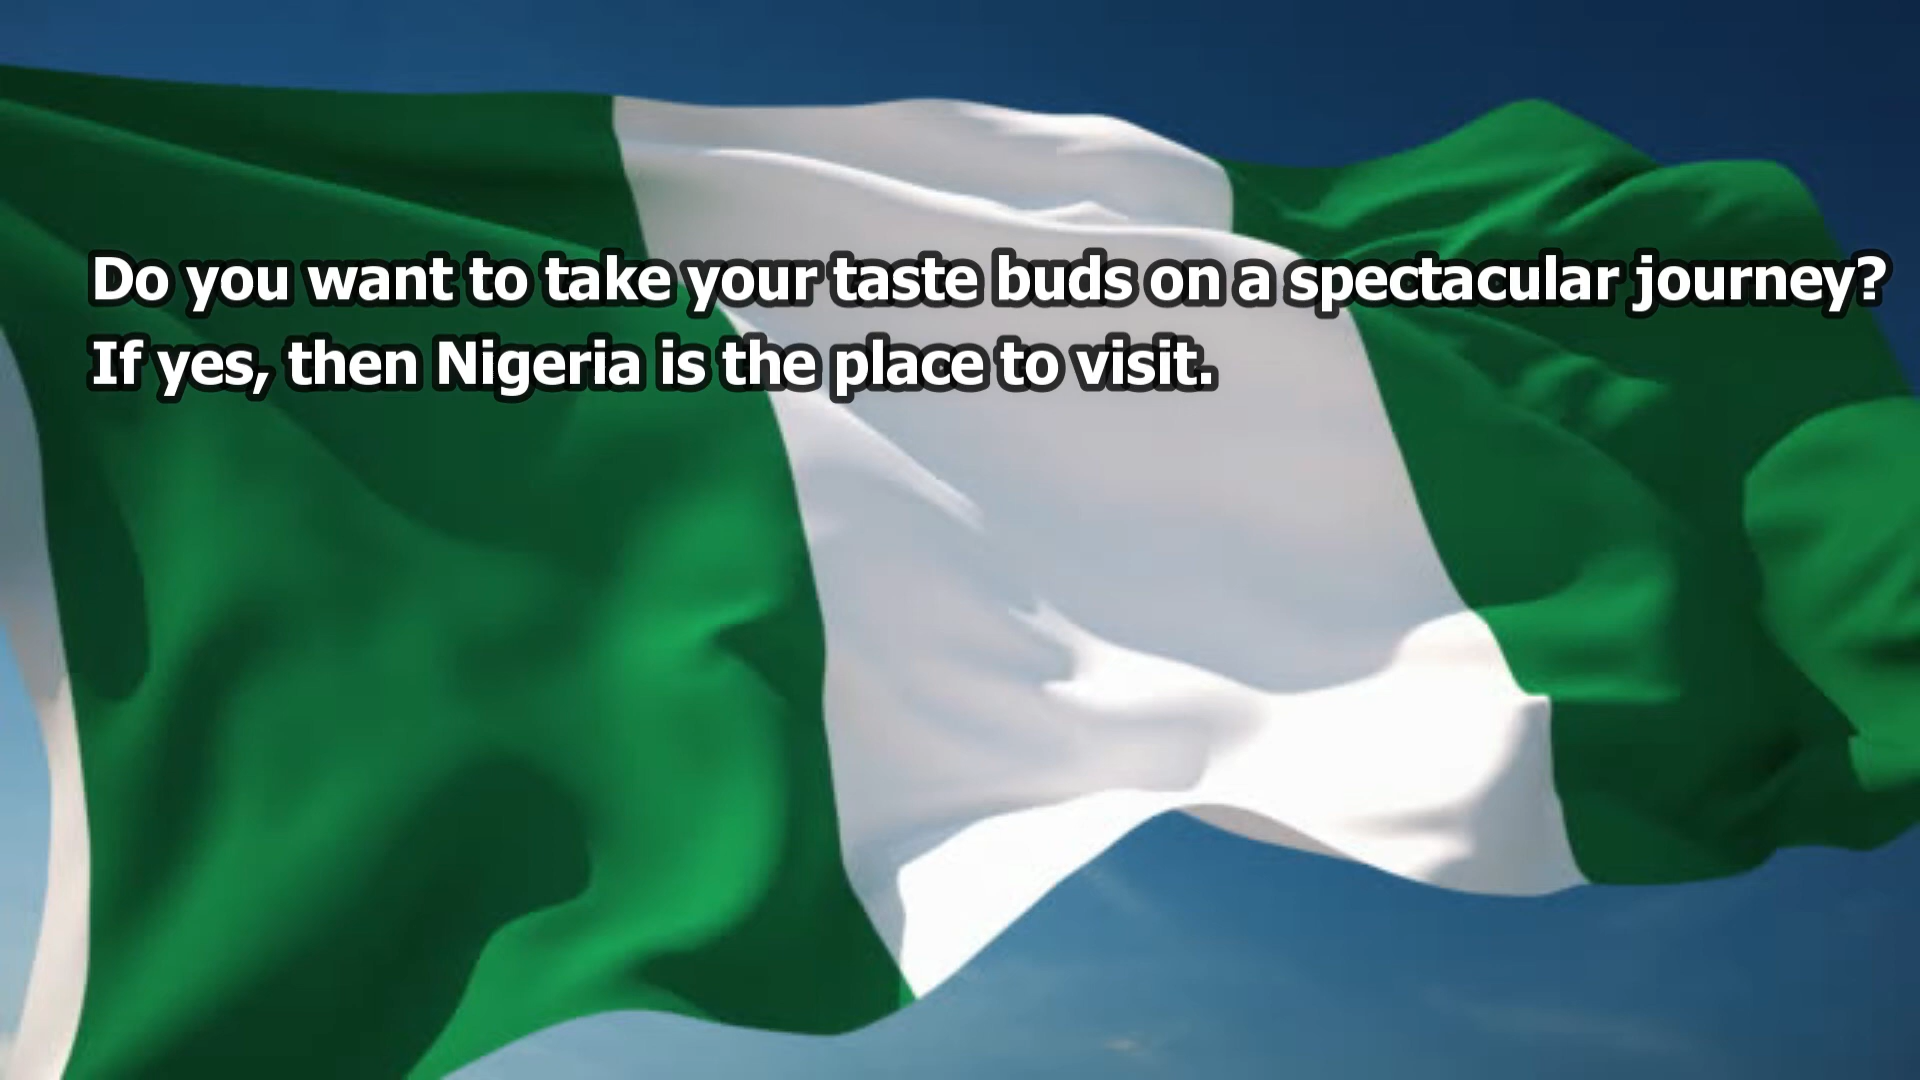 Do you want to take your taste buds on a spectacular journey?
If yes, then Nigeria is the place to visit.